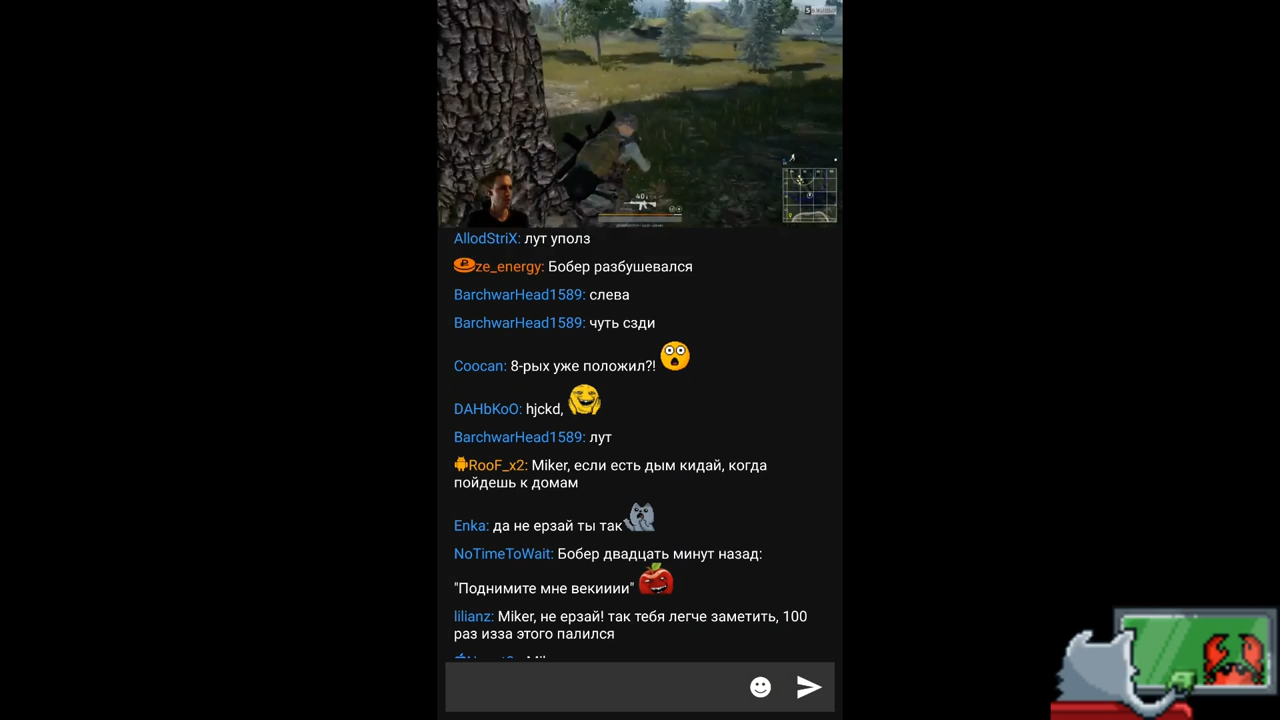 40
AllodStriX: лут уполз
ze_energy: Бобер разбушевался
BarchwarHead1589: слева
BarchwarHead1589: чуть сзди
Coocan: 8-рых уже положил?!
DAHbKoO: hjckd,
BarchwarHead1589: лут
RooF_x2: Miker, если есть дым кидай, когда
пойдешь к домам
Enka: да не ерзай ты так
NoTimeToWait: Бобер двадцать минут назад:
"Поднимите мне векииии"
lilianz: Miker, не ерзай! так тебя легче заметить, 100
раз изза этого палился